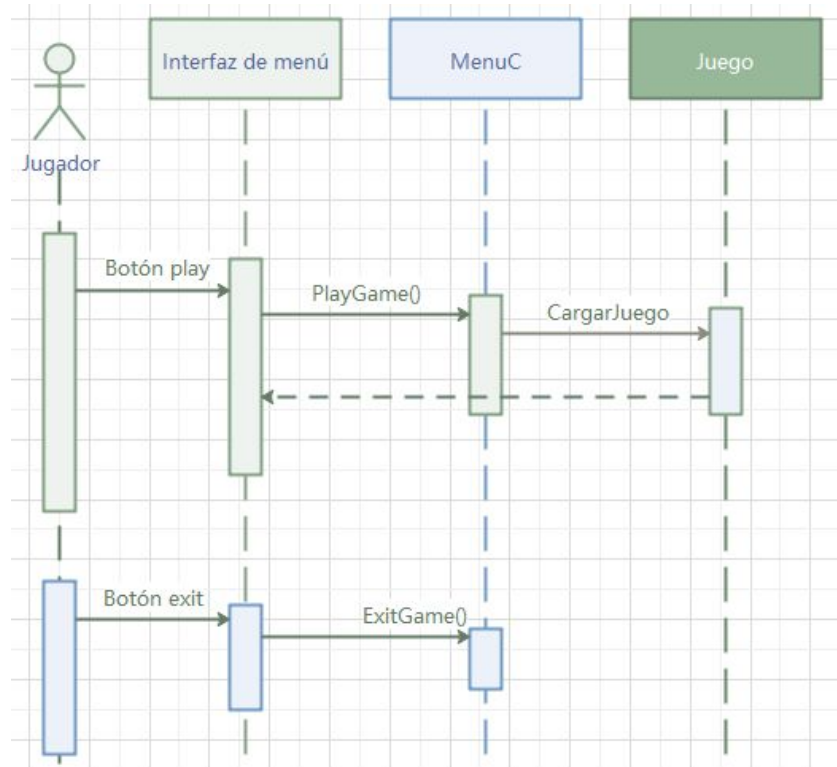 Interfaz de menú
MenuC
Juego
Jugador
Botón play
PlayGame()
CargarJuego
Botón exit
ExitGame()